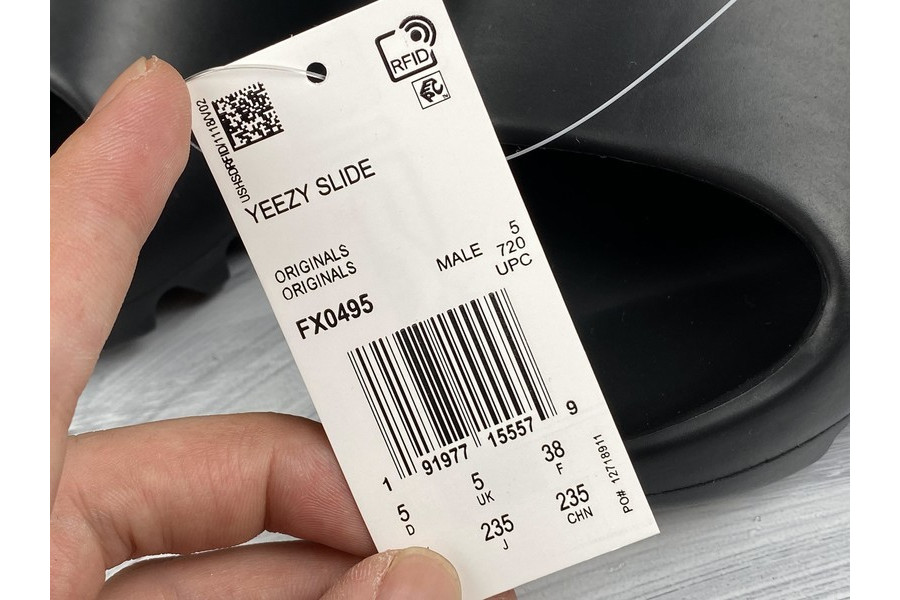 RFID
USHSDRFID/1118/V/02
YEEZY SLIDE
ORIGINALS
ORIGINALS
MALE
5
720
UPC
FX0495
1 91977 15557 9
5 D
5 UK
38 F
235 J
235 CHN
PO# 12718911